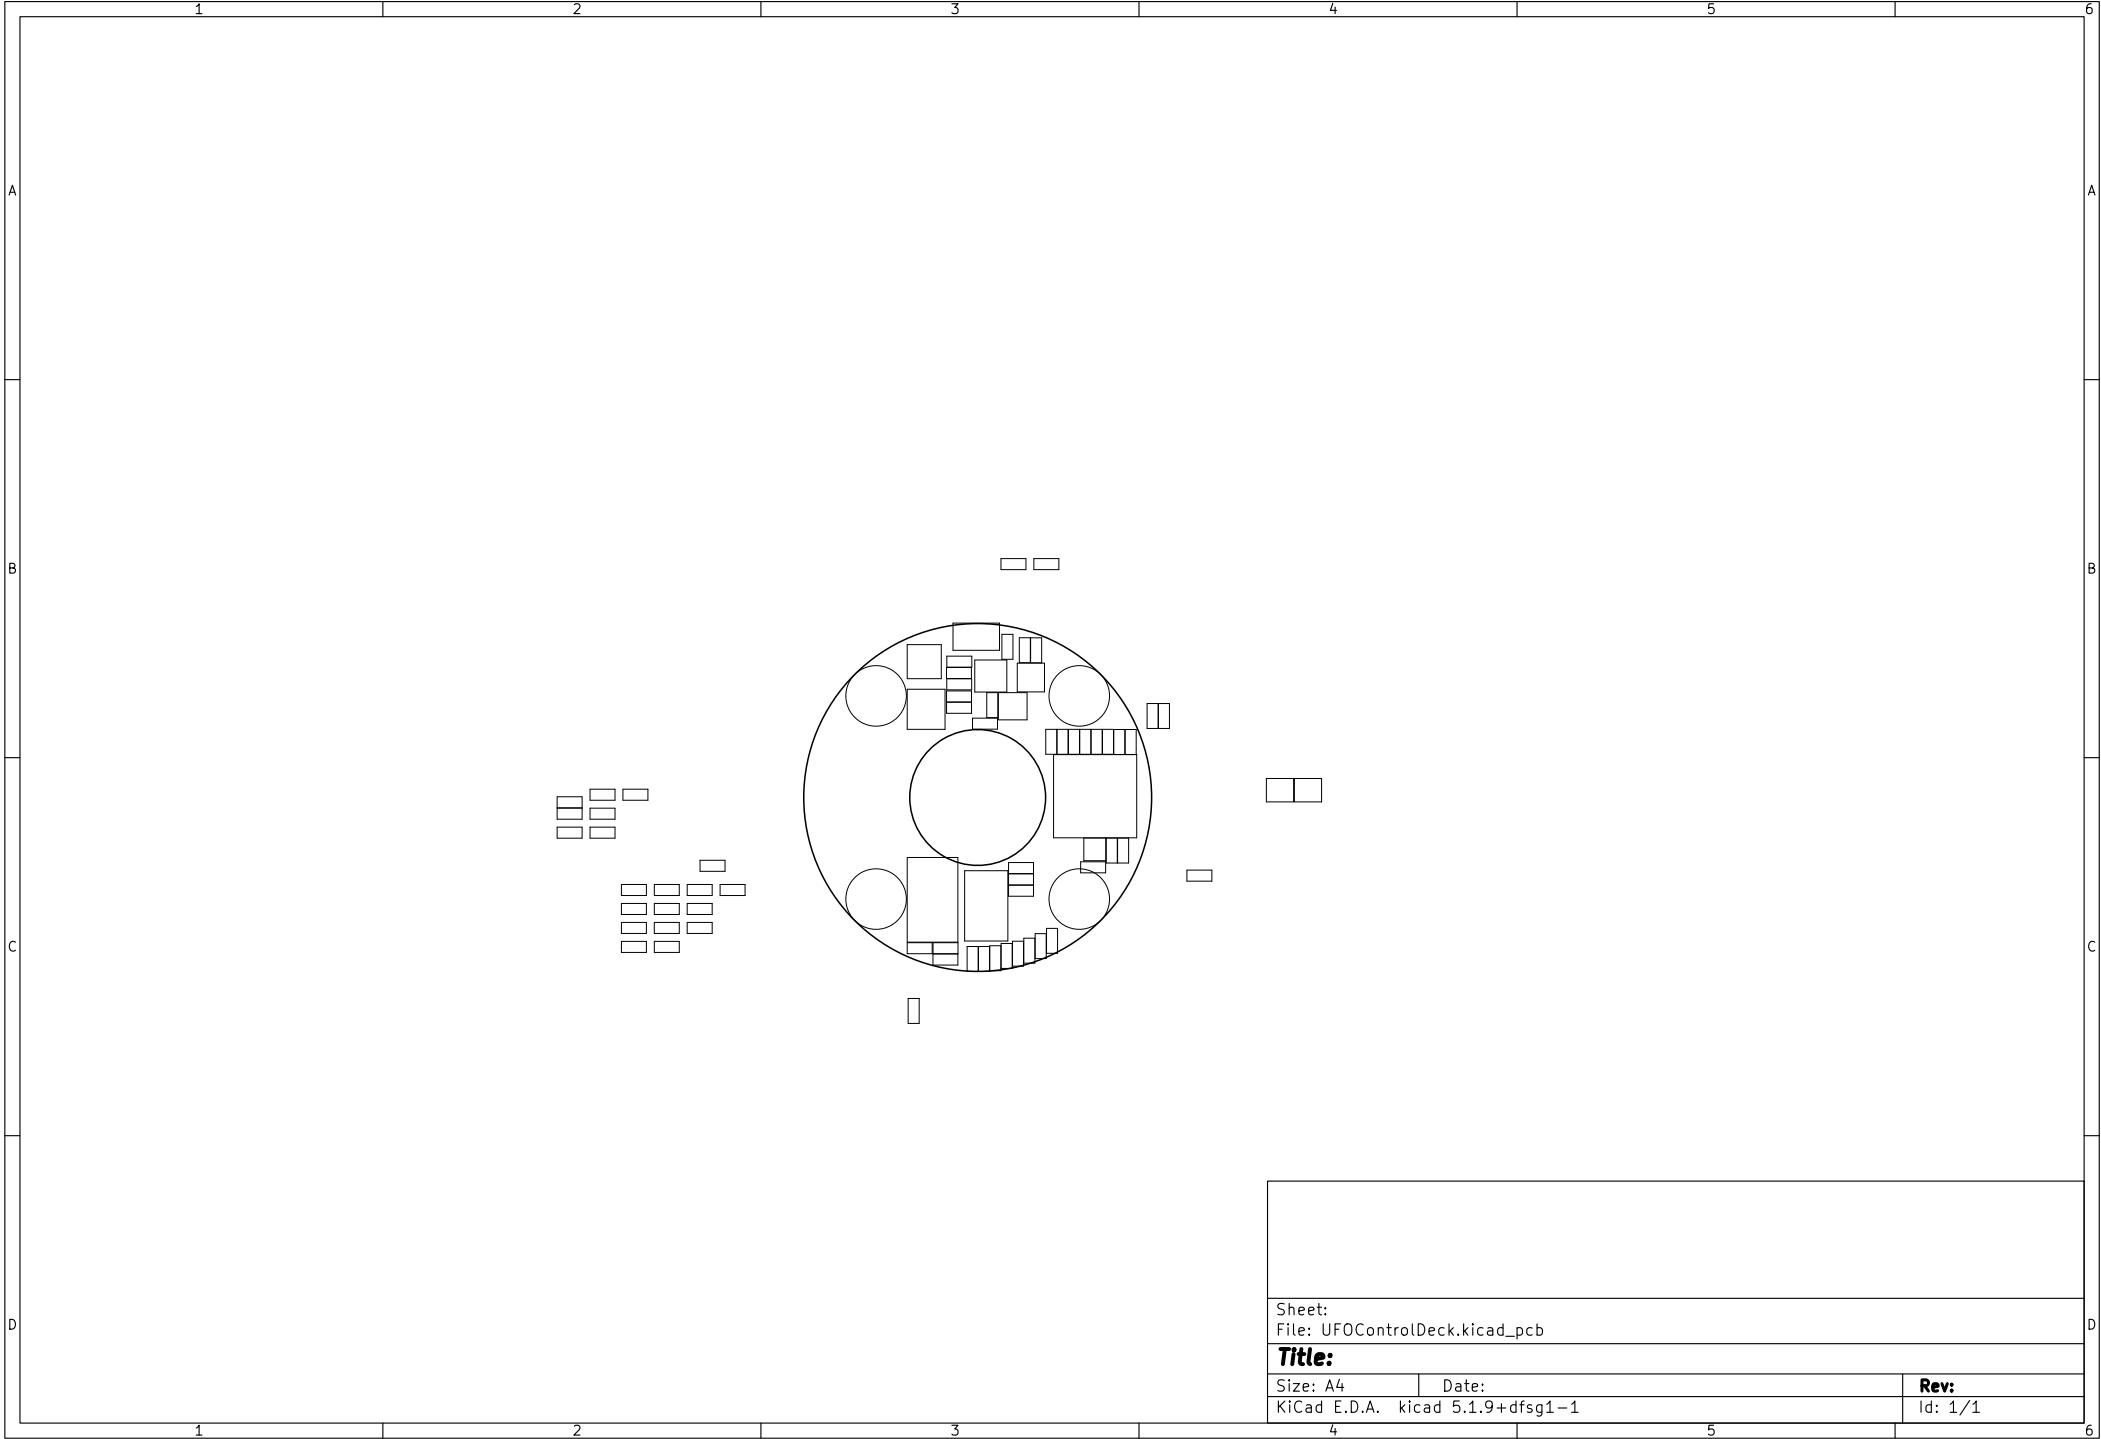 1 2 3 4 5 6
A A
B B
C C
D D
Sheet:
File: UFOControlDeck.kicad_pcb
Title:
Size: A4 Date: Rev:
KiCad E.D.A. kicad 5.1.9+dfsg1-1 Id: 1/1
1 2 3 4 5 6